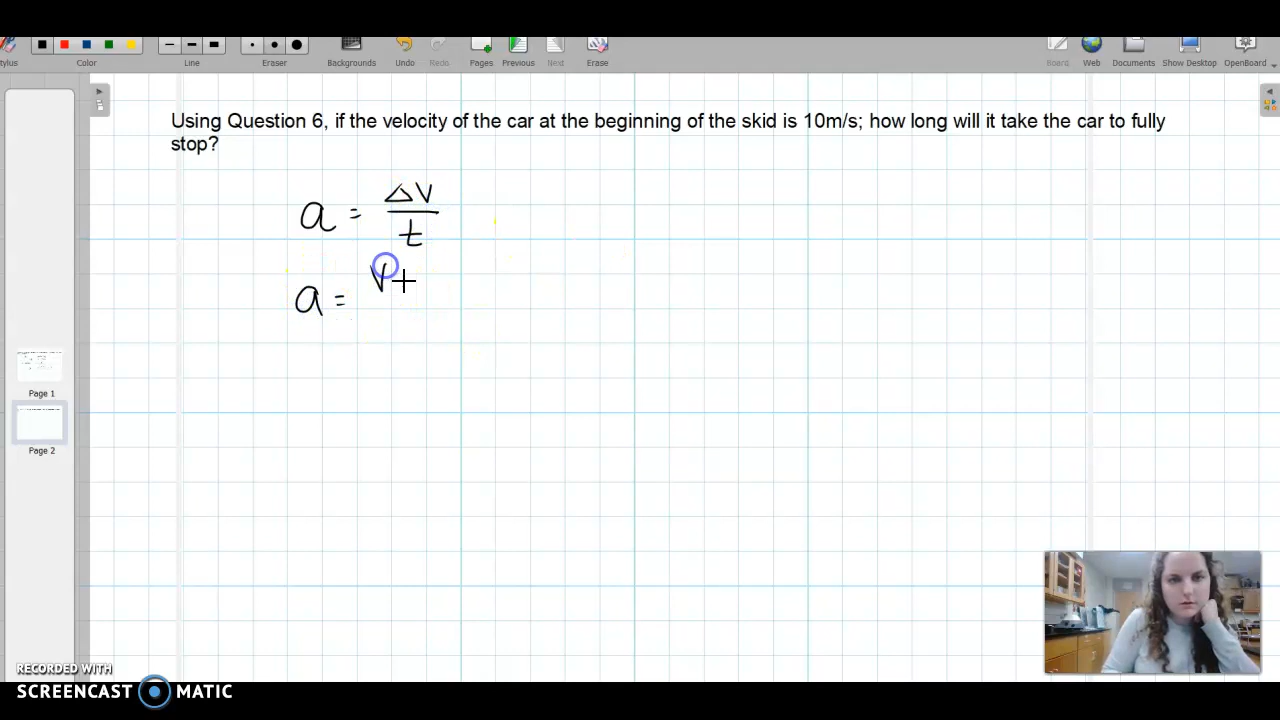 Stylus
Color
Line
Eraser
Backgrounds
Undo
Redo
Pages
Previous
Next
Erase
Board
Web
Documents
Show Desktop
OpenBoard
Using Question 6, if the velocity of the car at the beginning of the skid is 10m/s; how long will it take the car to fully
stop?
a = ΔV
t
a = V
Page 1
Page 2
RECORDED WITH
SCREENCAST MATIC